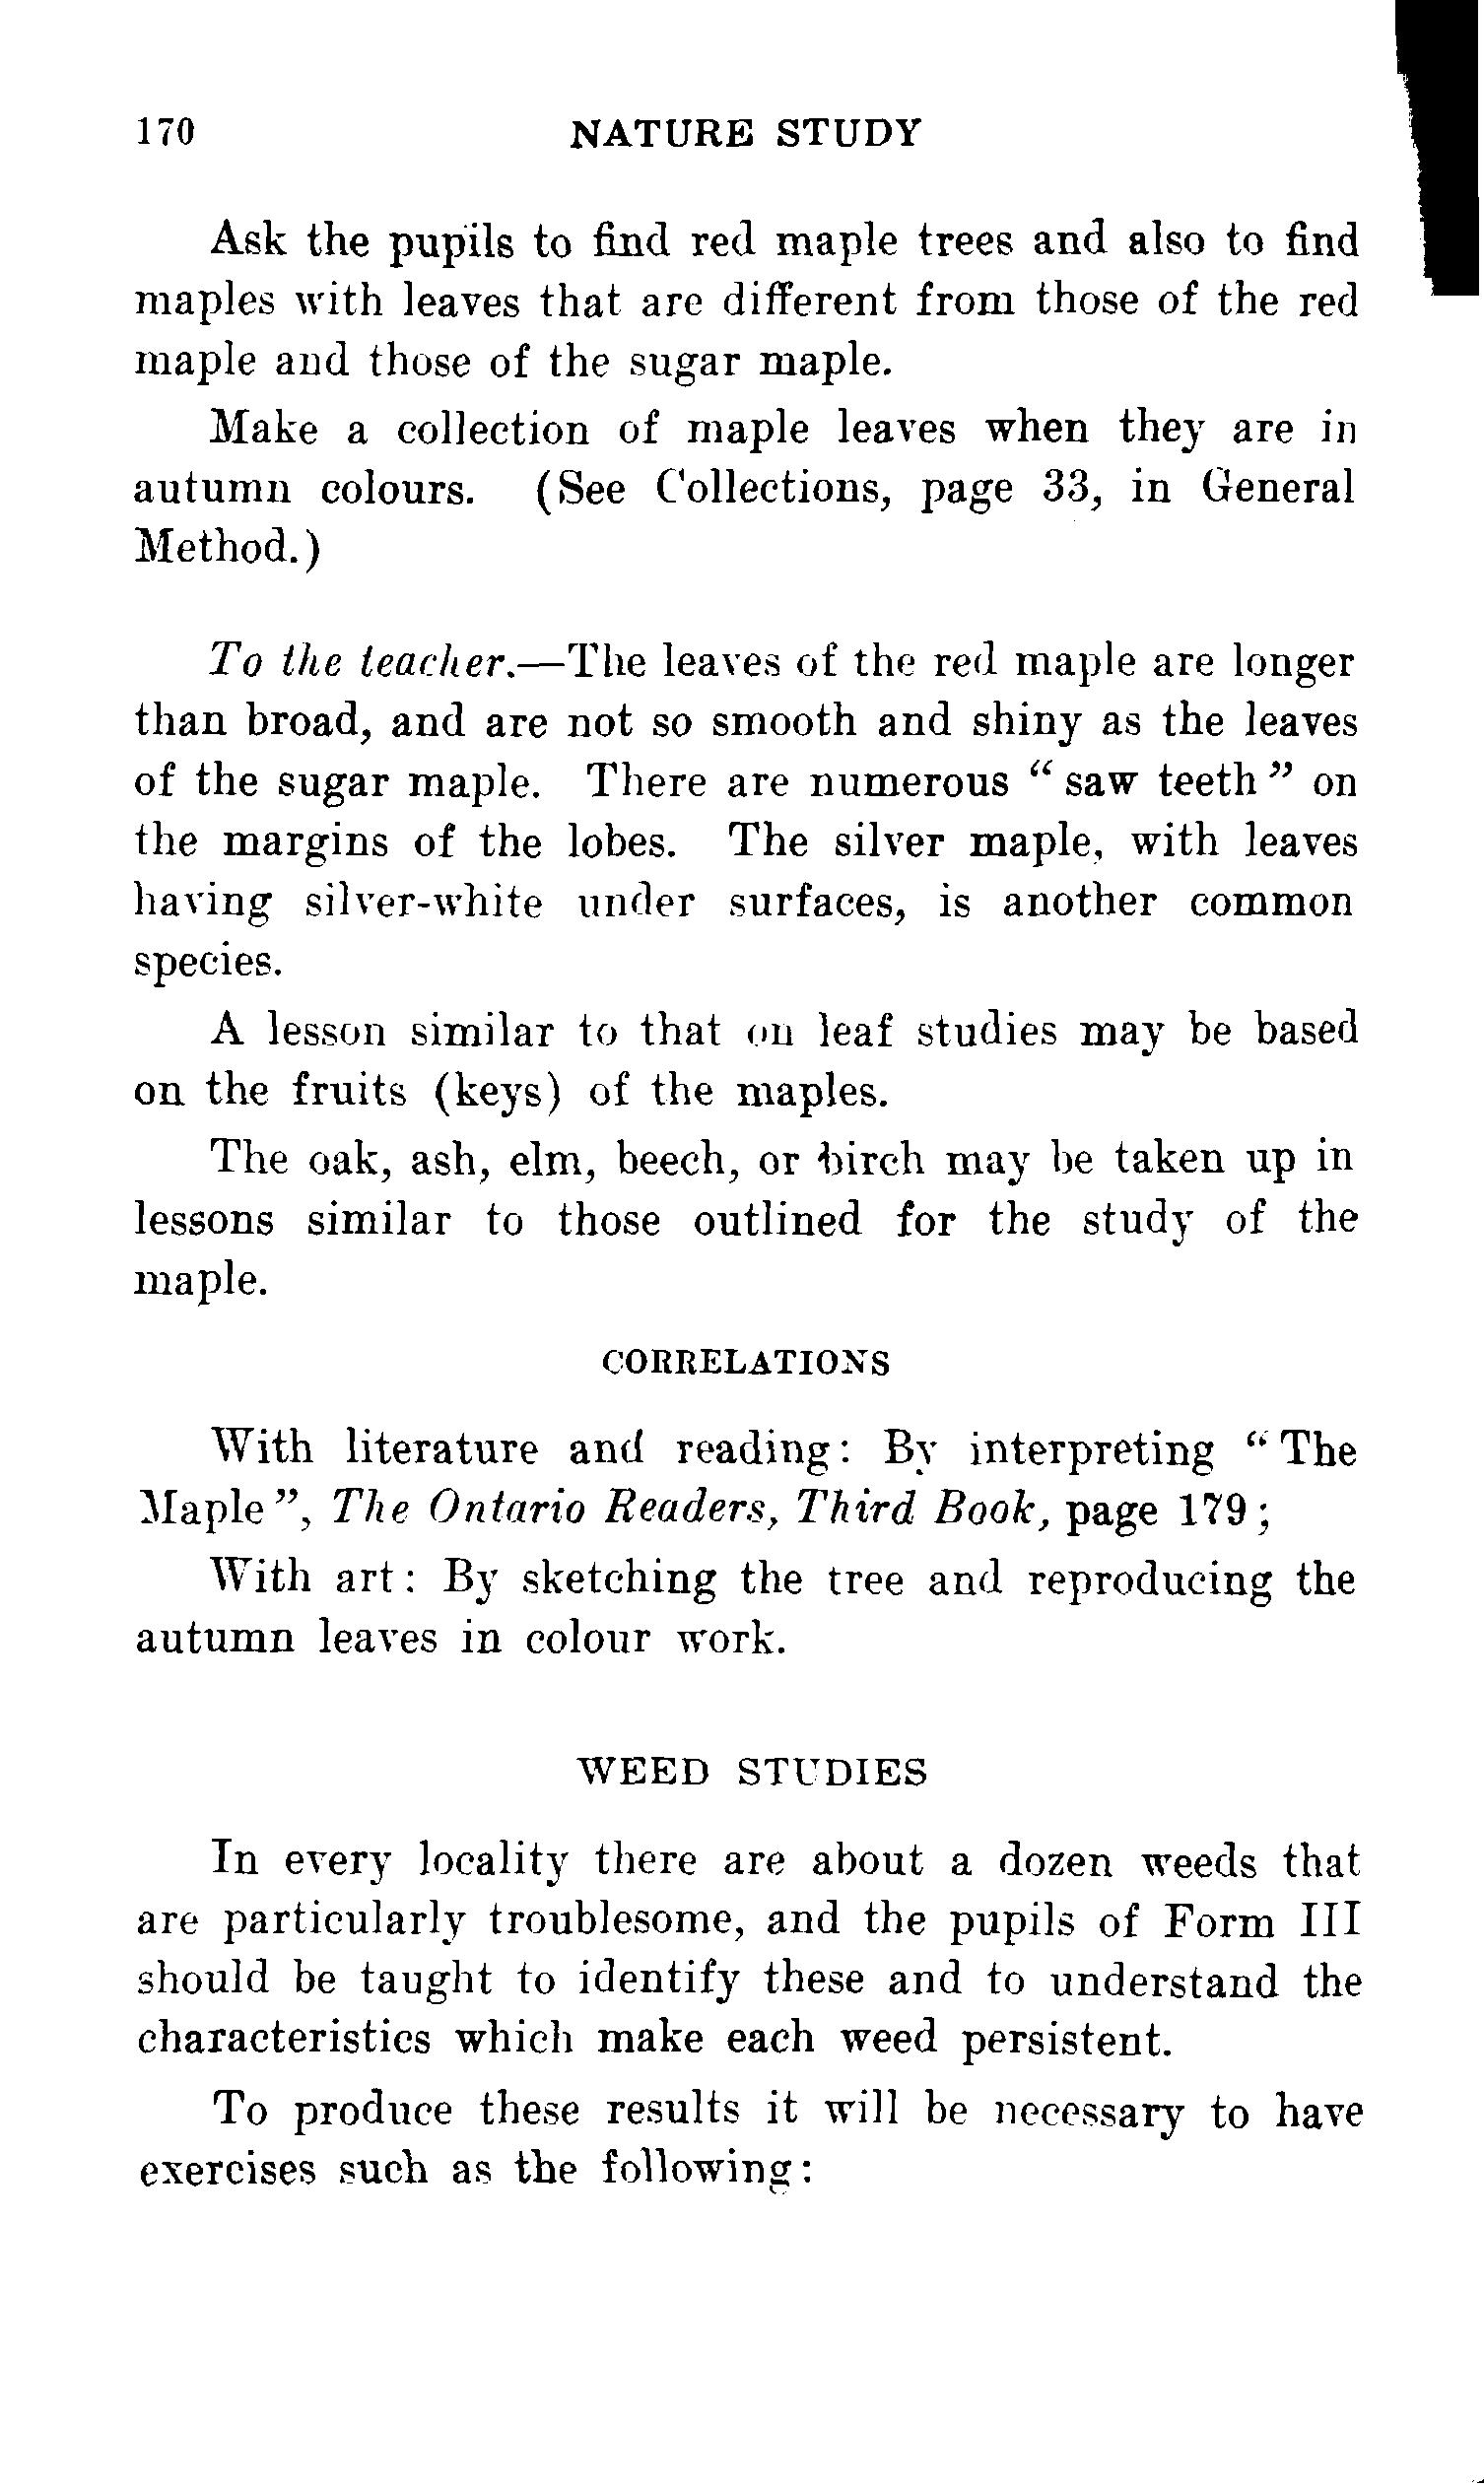 170 NATURE STUDY
Ask the pupils to find red maple trees and also to find
maples with leaves that are different from those of the red
maple and those of the sugar maple.
Make a collection of maple leaves when they are in
autumn colours. (See Collections, page 33, in General
Method.)
To the teacher.—The leaves of the red maple are longer
than broad, and are not so smooth and shiny as the leaves
of the sugar maple. There are numerous " saw teeth " on
the margins of the lobes. The silver maple, with leaves
having silver-white under surfaces, is another common
species.
A lesson similar to that on leaf studies may be based
on the fruits (keys) of the maples.
The oak, ash, elm, beech, or birch may be taken up in
lessons similar to those outlined for the study of the
maple.
CORRELATIONS
With literature and reading: By interpreting " The
Maple ", The Ontario Readers, Third Book, page 179;
With art: By sketching the tree and reproducing the
autumn leaves in colour work.
WEED STUDIES
In every locality there are about a dozen weeds that
are particularly troublesome, and the pupils of Form III
should be taught to identify these and to understand the
characteristics which make each weed persistent.
To produce these results it will be necessary to have
exercises such as the following: